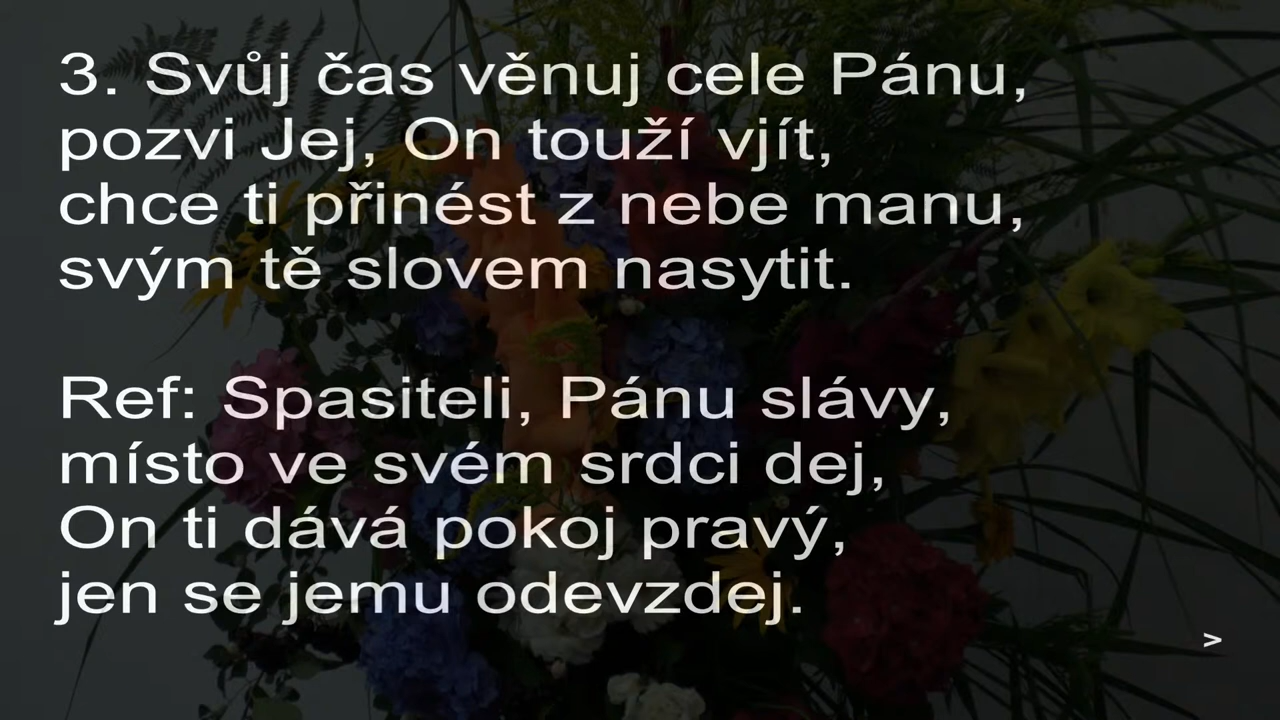 3. Svůj čas věnuj cele Pánu,
pozvi Jej, On touží vjít,
chce ti přinést z nebe manu,
svým tě slovem nasytit.
Ref: Spasiteli, Pánu slávy,
místo ve svém srdci dej,
On ti dává pokoj pravý,
jen se jemu odevzdej.
>